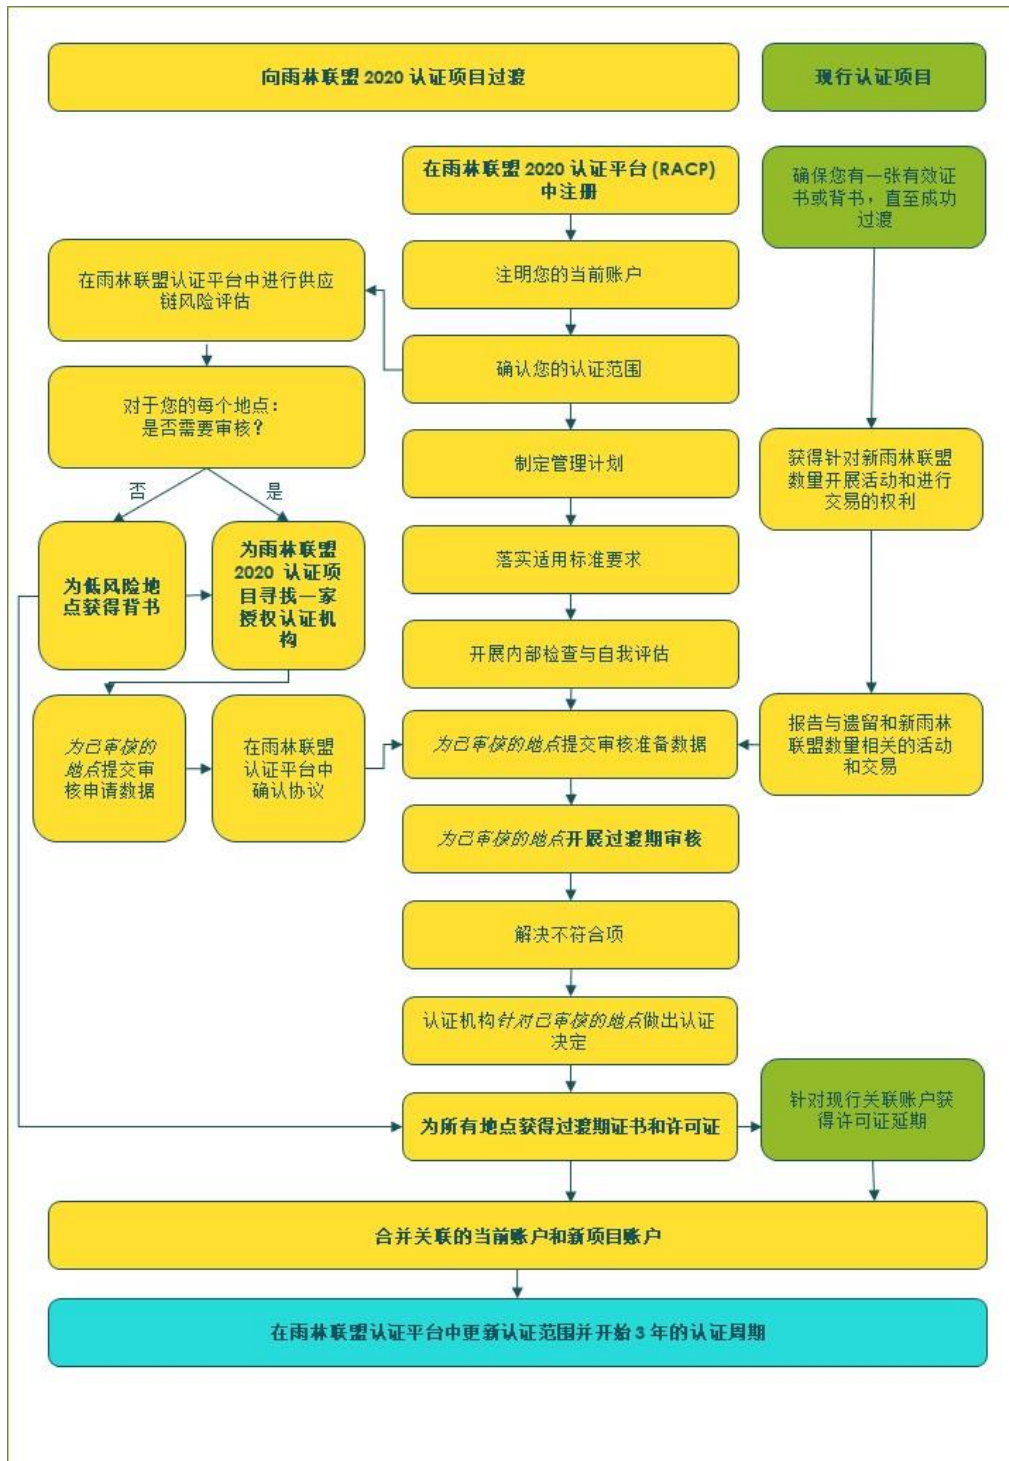 向雨林联盟 2020 认证项目过渡
现行认证项目
在雨林联盟 2020 认证平台 (RACP)
中注册
确保您有一张有效证
书或背书，直至成功
过渡
注明您的当前账户
在雨林联盟认证平台中进行供应
链风险评估
确认您的认证范围
对于您的每个地点：
是否需要审核？
制定管理计划
获得针对新雨林联盟
数量开展活动和进行
交易的权利
否
是
为低风险地
点获得背书
为雨林联盟
2020 认证项
目寻找一家
授权认证机
构
落实适用标准要求
开展内部检查与自我评估
为已审核的
地点提交审
核申请数据
在雨林联盟
认证平台中
确认协议
为已审核的地点提交审核准备数据
报告与遗留和新雨林
联盟数量相关的活动
和交易
为已审核的地点开展过渡期审核
解决不符合项
认证机构针对已审核的地点做出认证
决定
为所有地点获得过渡期证书和许可证
针对现行关联账户获
得许可证延期
合并关联的当前账户和新项目账户
在雨林联盟认证平台中更新认证范围并开始 3 年的认证周期